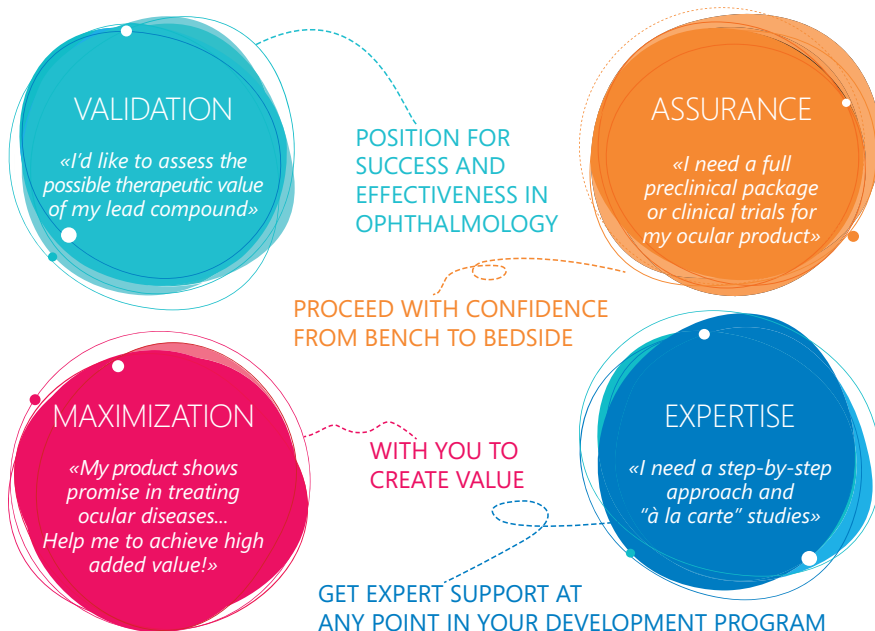 VALIDATION
«I'd like to assess the
possible therapeutic value
of my lead compound»
POSITION FOR
SUCCESS AND
EFFECTIVENESS IN
OPHTHALMOLOGY
ASSURANCE
«I need a full
preclinical package
or clinical trials for
my ocular product»
PROCEED WITH CONFIDENCE
FROM BENCH TO BEDSIDE
MAXIMIZATION
«My product shows
promise in treating
ocular diseases...
Help me to achieve high
added value!»
WITH YOU TO
CREATE VALUE
EXPERTISE
«I need a step-by-step
approach and
“à la carte” studies»
GET EXPERT SUPPORT AT
ANY POINT IN YOUR DEVELOPMENT PROGRAM